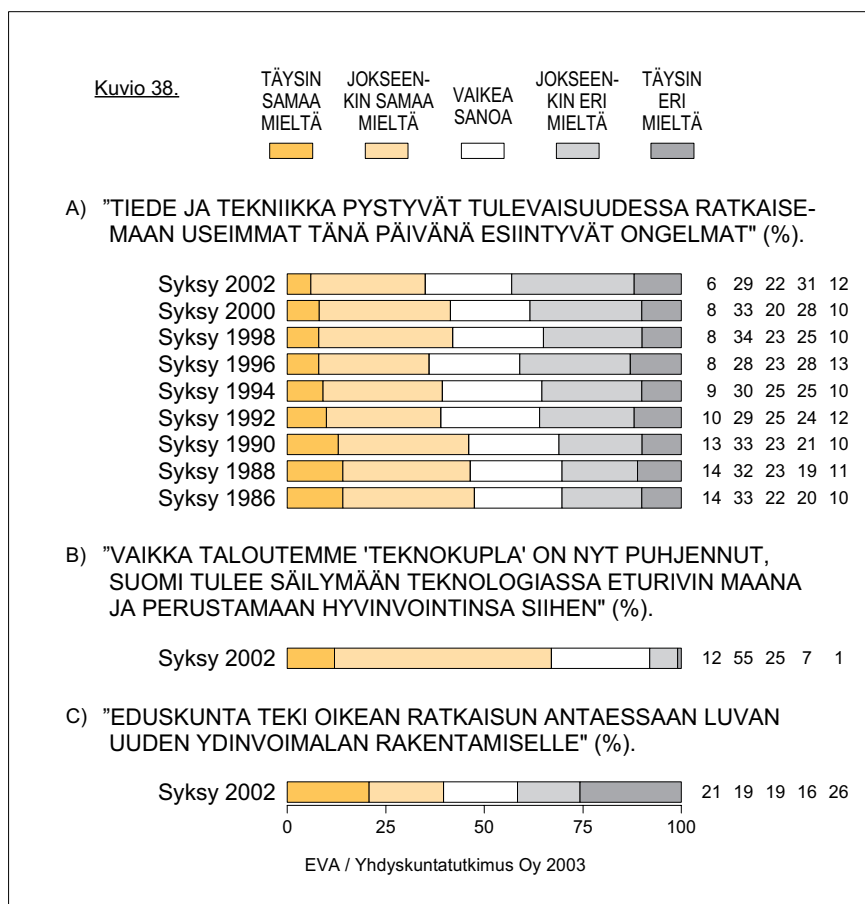 Kuvio 38.
TÄYSIN SAMAA MIELTÄ
JOKSEEN-KIN SAMAA MIELTÄ
VAIKEA SANOA
JOKSEEN-KIN ERI MIELTÄ
TÄYSIN ERI MIELTÄ
A) ”TIEDE JA TEKNIIKKA PYSTYVÄT TULEVAISUUDESSA RATKAISE-
MAAN USEIMMAT TÄNÄ PÄIVÄNÄ ESIINTYVÄT ONGELMAT" (%).
Syksy 2002 6 29 22 31 12
Syksy 2000 8 33 20 28 10
Syksy 1998 8 34 23 25 10
Syksy 1996 8 28 23 28 13
Syksy 1994 9 30 25 25 10
Syksy 1992 10 29 25 24 12
Syksy 1990 13 33 23 21 10
Syksy 1988 14 32 23 19 11
Syksy 1986 14 33 22 20 10
B) ”VAIKKA TALOUTEMME 'TEKNOKUPLA' ON NYT PUHJENNUT,
SUOMI TULEE SÄILYMÄÄN TEKNOLOGIASSA ETURIVIN MAANA
JA PERUSTAMAAN HYVINVOINTINSA SIIHEN" (%).
Syksy 2002 12 55 25 7 1
C) ”EDUSKUNTA TEKI OIKEAN RATKAISUN ANTAESSAAN LUVAN
UUDEN YDINVOIMALAN RAKENTAMISELLE" (%).
Syksy 2002 21 19 19 16 26
0 25 50 75 100
EVA / Yhdyskuntatutkimus Oy 2003